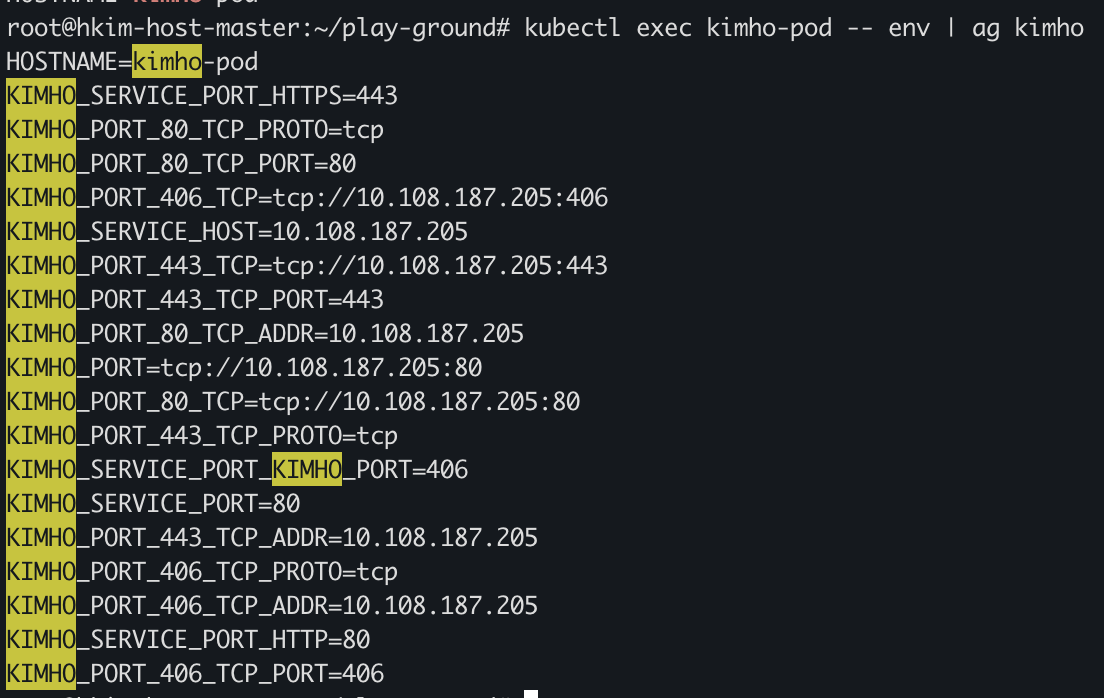 root@hkim-host-master:~/play-ground# kubectl exec kimho-pod -- env | ag kimho
HOSTNAME=kimho-pod
KIMHO_SERVICE_PORT_HTTPS=443
KIMHO_PORT_80_TCP_PROTO=tcp
KIMHO_PORT_80_TCP_PORT=80
KIMHO_PORT_406_TCP=tcp://10.108.187.205:406
KIMHO_SERVICE_HOST=10.108.187.205
KIMHO_PORT_443_TCP=tcp://10.108.187.205:443
KIMHO_PORT_443_TCP_PORT=443
KIMHO_PORT_80_TCP_ADDR=10.108.187.205
KIMHO_PORT=tcp://10.108.187.205:80
KIMHO_PORT_80_TCP=tcp://10.108.187.205:80
KIMHO_PORT_443_TCP_PROTO=tcp
KIMHO_SERVICE_PORT_KIMHO_PORT=406
KIMHO_SERVICE_PORT=80
KIMHO_PORT_443_TCP_ADDR=10.108.187.205
KIMHO_PORT_406_TCP_PROTO=tcp
KIMHO_PORT_406_TCP_ADDR=10.108.187.205
KIMHO_SERVICE_PORT_HTTP=80
KIMHO_PORT_406_TCP_PORT=406